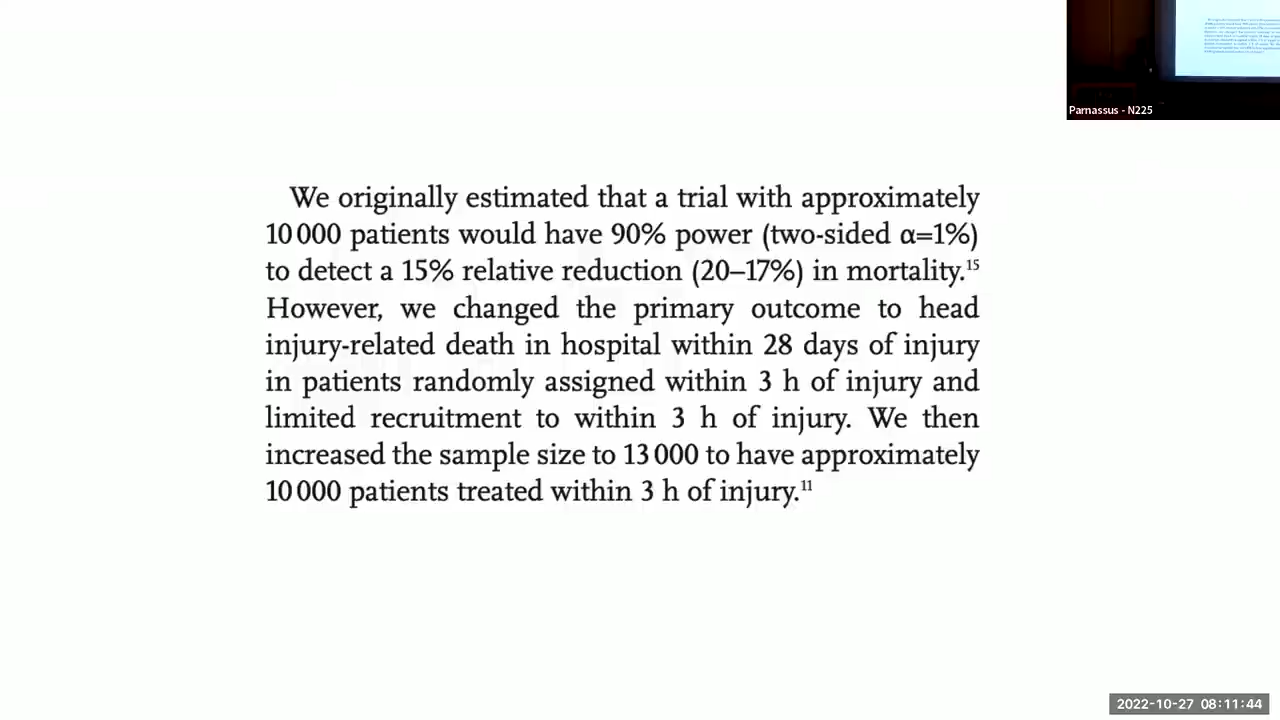 Parnassus - N225
We originally estimated that a trial with approximately
10 000 patients would have 90% power (two-sided α=1%)
to detect a 15% relative reduction (20–17%) in mortality.¹⁵
However, we changed the primary outcome to head
injury-related death in hospital within 28 days of injury
in patients randomly assigned within 3 h of injury and
limited recruitment to within 3 h of injury. We then
increased the sample size to 13 000 to have approximately
10 000 patients treated within 3 h of injury.¹¹
2022-10-27 08:11:44